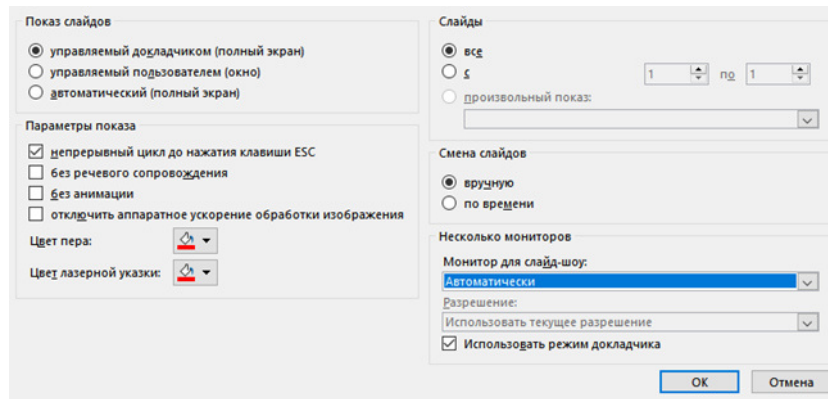 Показ слайдов
управляемый докладчиком (полный экран)
управляемый пользователем (окно)
автоматический (полный экран)
Параметры показа
непрерывный цикл до нажатия клавиши ESC
без речевого сопровождения
без анимации
отключить аппаратное ускорение обработки изображения
Цвет пера:
Цвет лазерной указки:
Слайды
все
с 1 по 1
произвольный показ:
Смена слайдов
вручную
по времени
Несколько мониторов
Монитор для слайд-шоу:
Автоматически
Разрешение:
Использовать текущее разрешение
Использовать режим докладчика
ОК Отмена